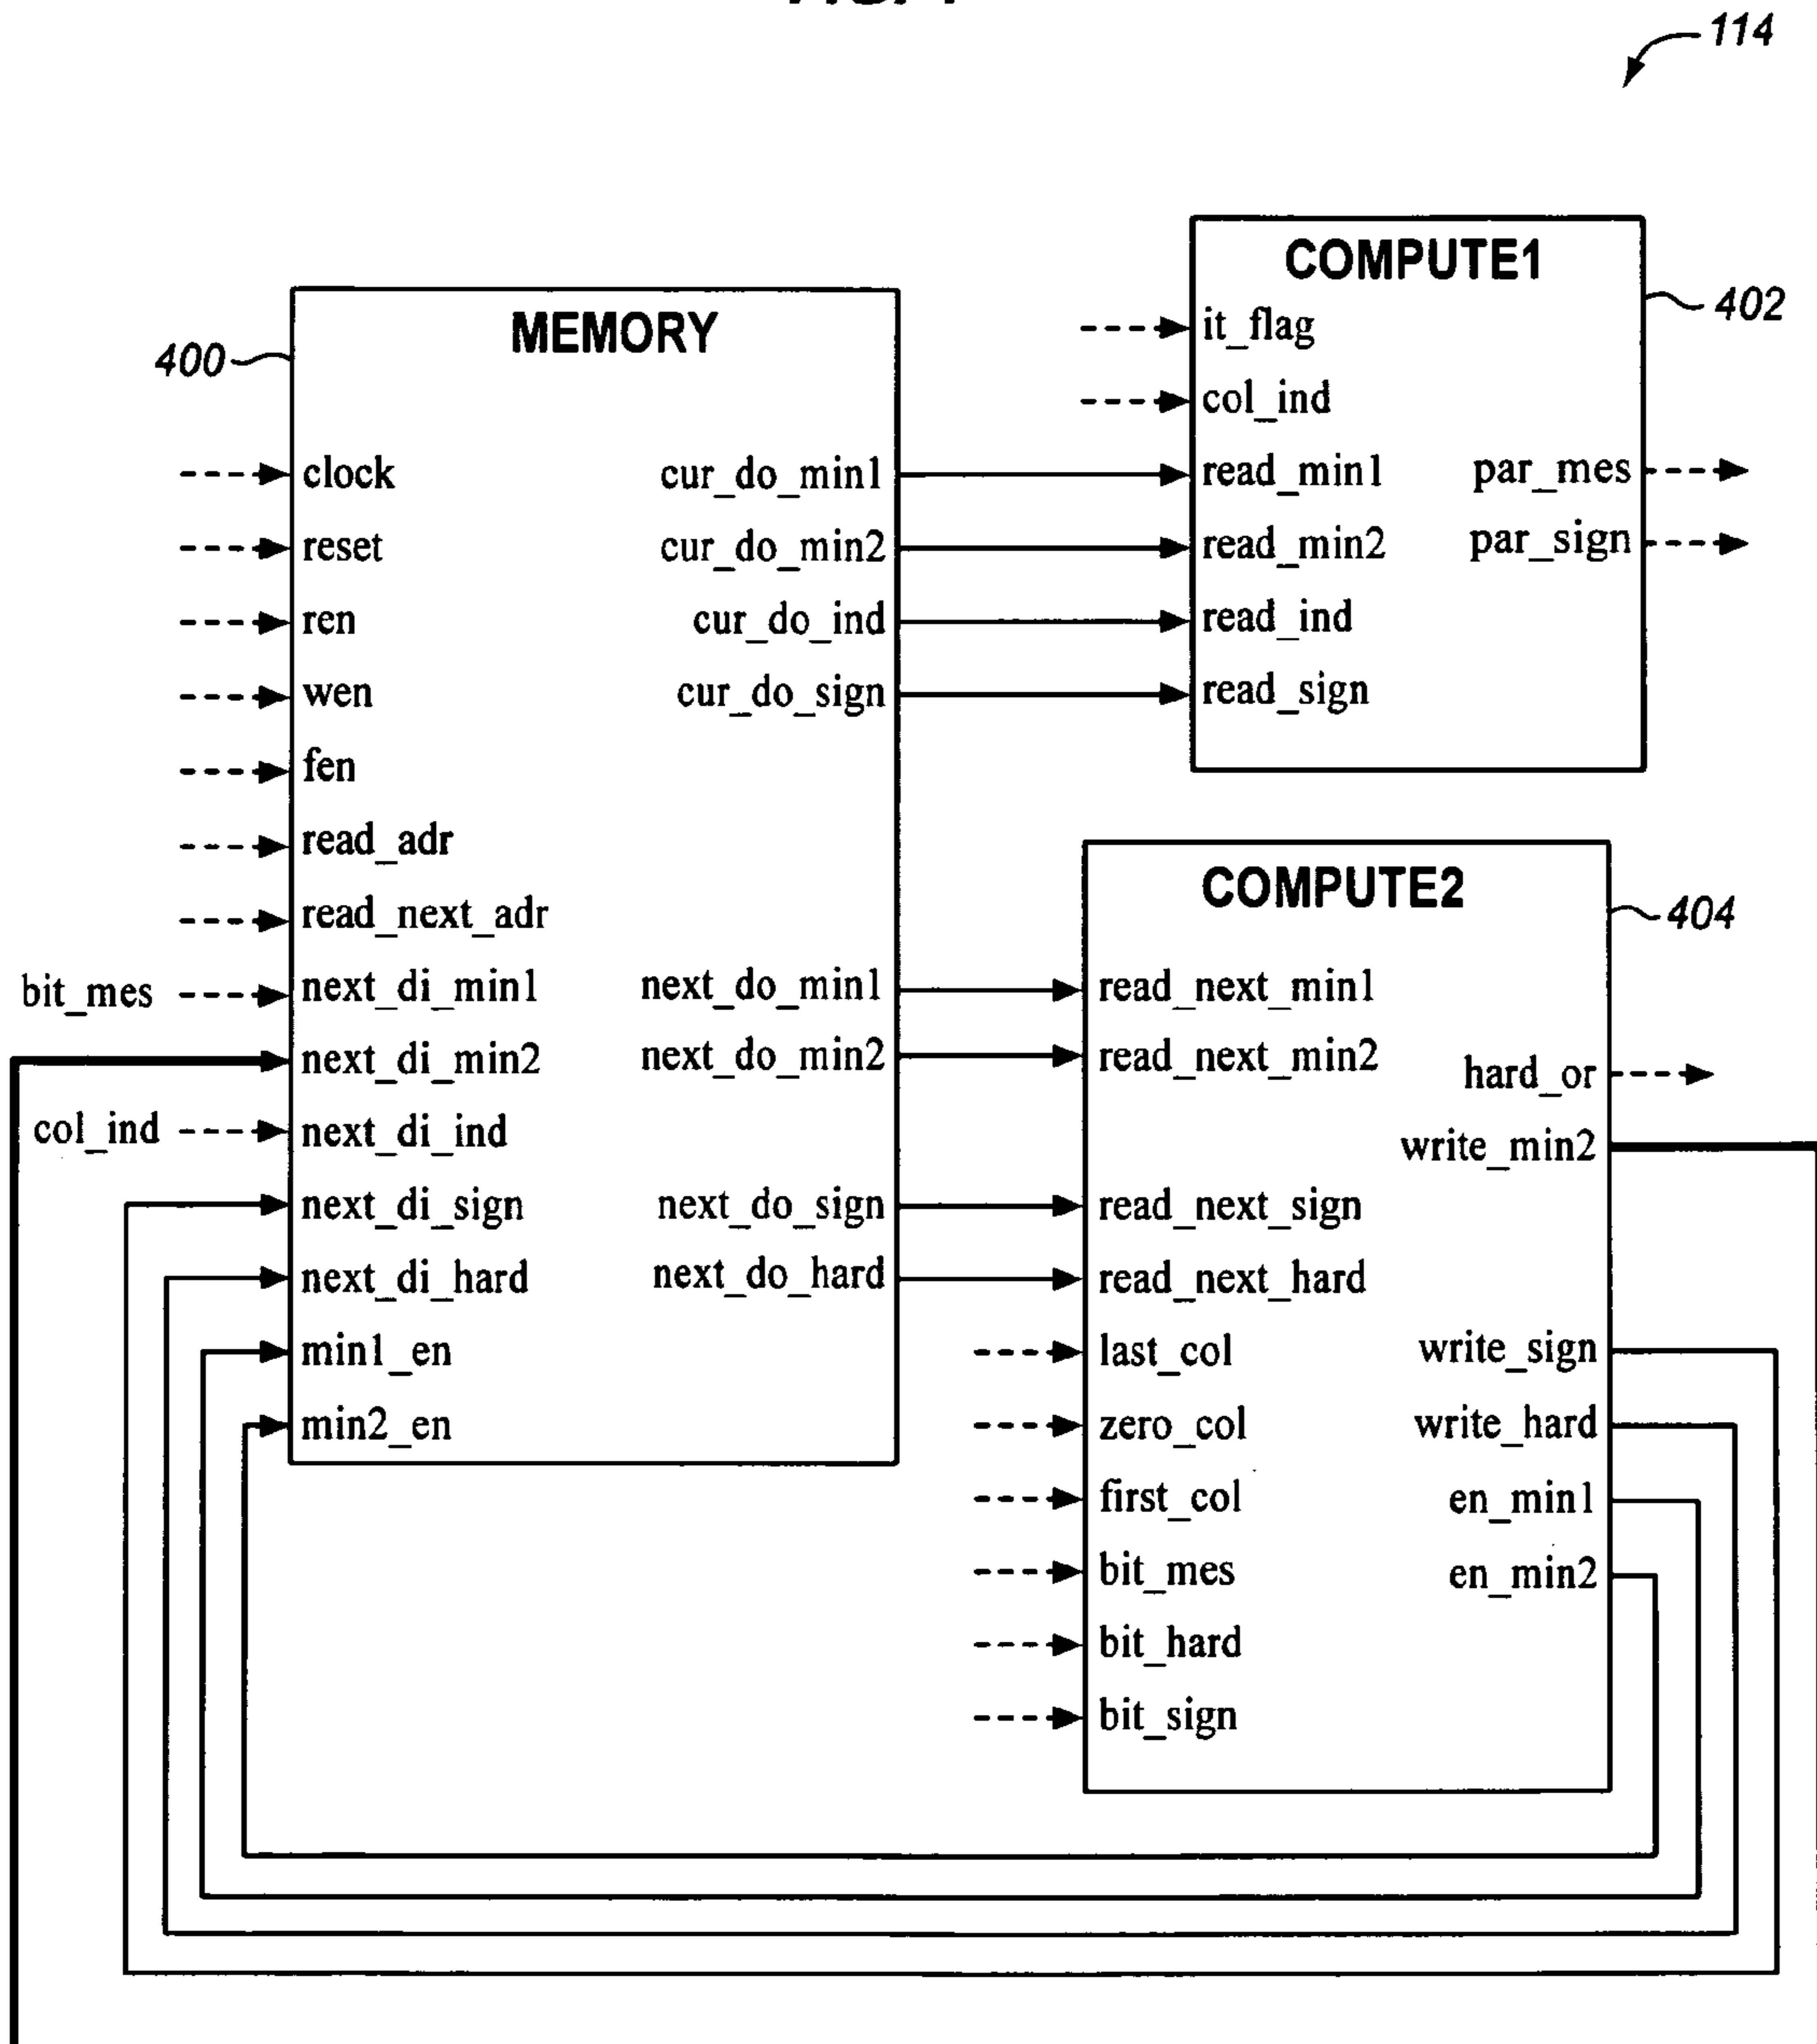 114
COMPUTE1
402
it_flag
col_ind
read_min1
read_min2
read_ind
read_sign
par_mes
par_sign
MEMORY
400
clock
reset
ren
wen
fen
read_adr
read_next_adr
bit_mes
next_di_min1
next_di_min2
col_ind
next_di_ind
next_di_sign
next_di_hard
min1_en
min2_en
cur_do_min1
cur_do_min2
cur_do_ind
cur_do_sign
next_do_min1
next_do_min2
next_do_sign
next_do_hard
COMPUTE2
404
read_next_min1
read_next_min2
read_next_sign
read_next_hard
last_col
zero_col
first_col
bit_mes
bit_hard
bit_sign
hard_or
write_min2
write_sign
write_hard
en_min1
en_min2